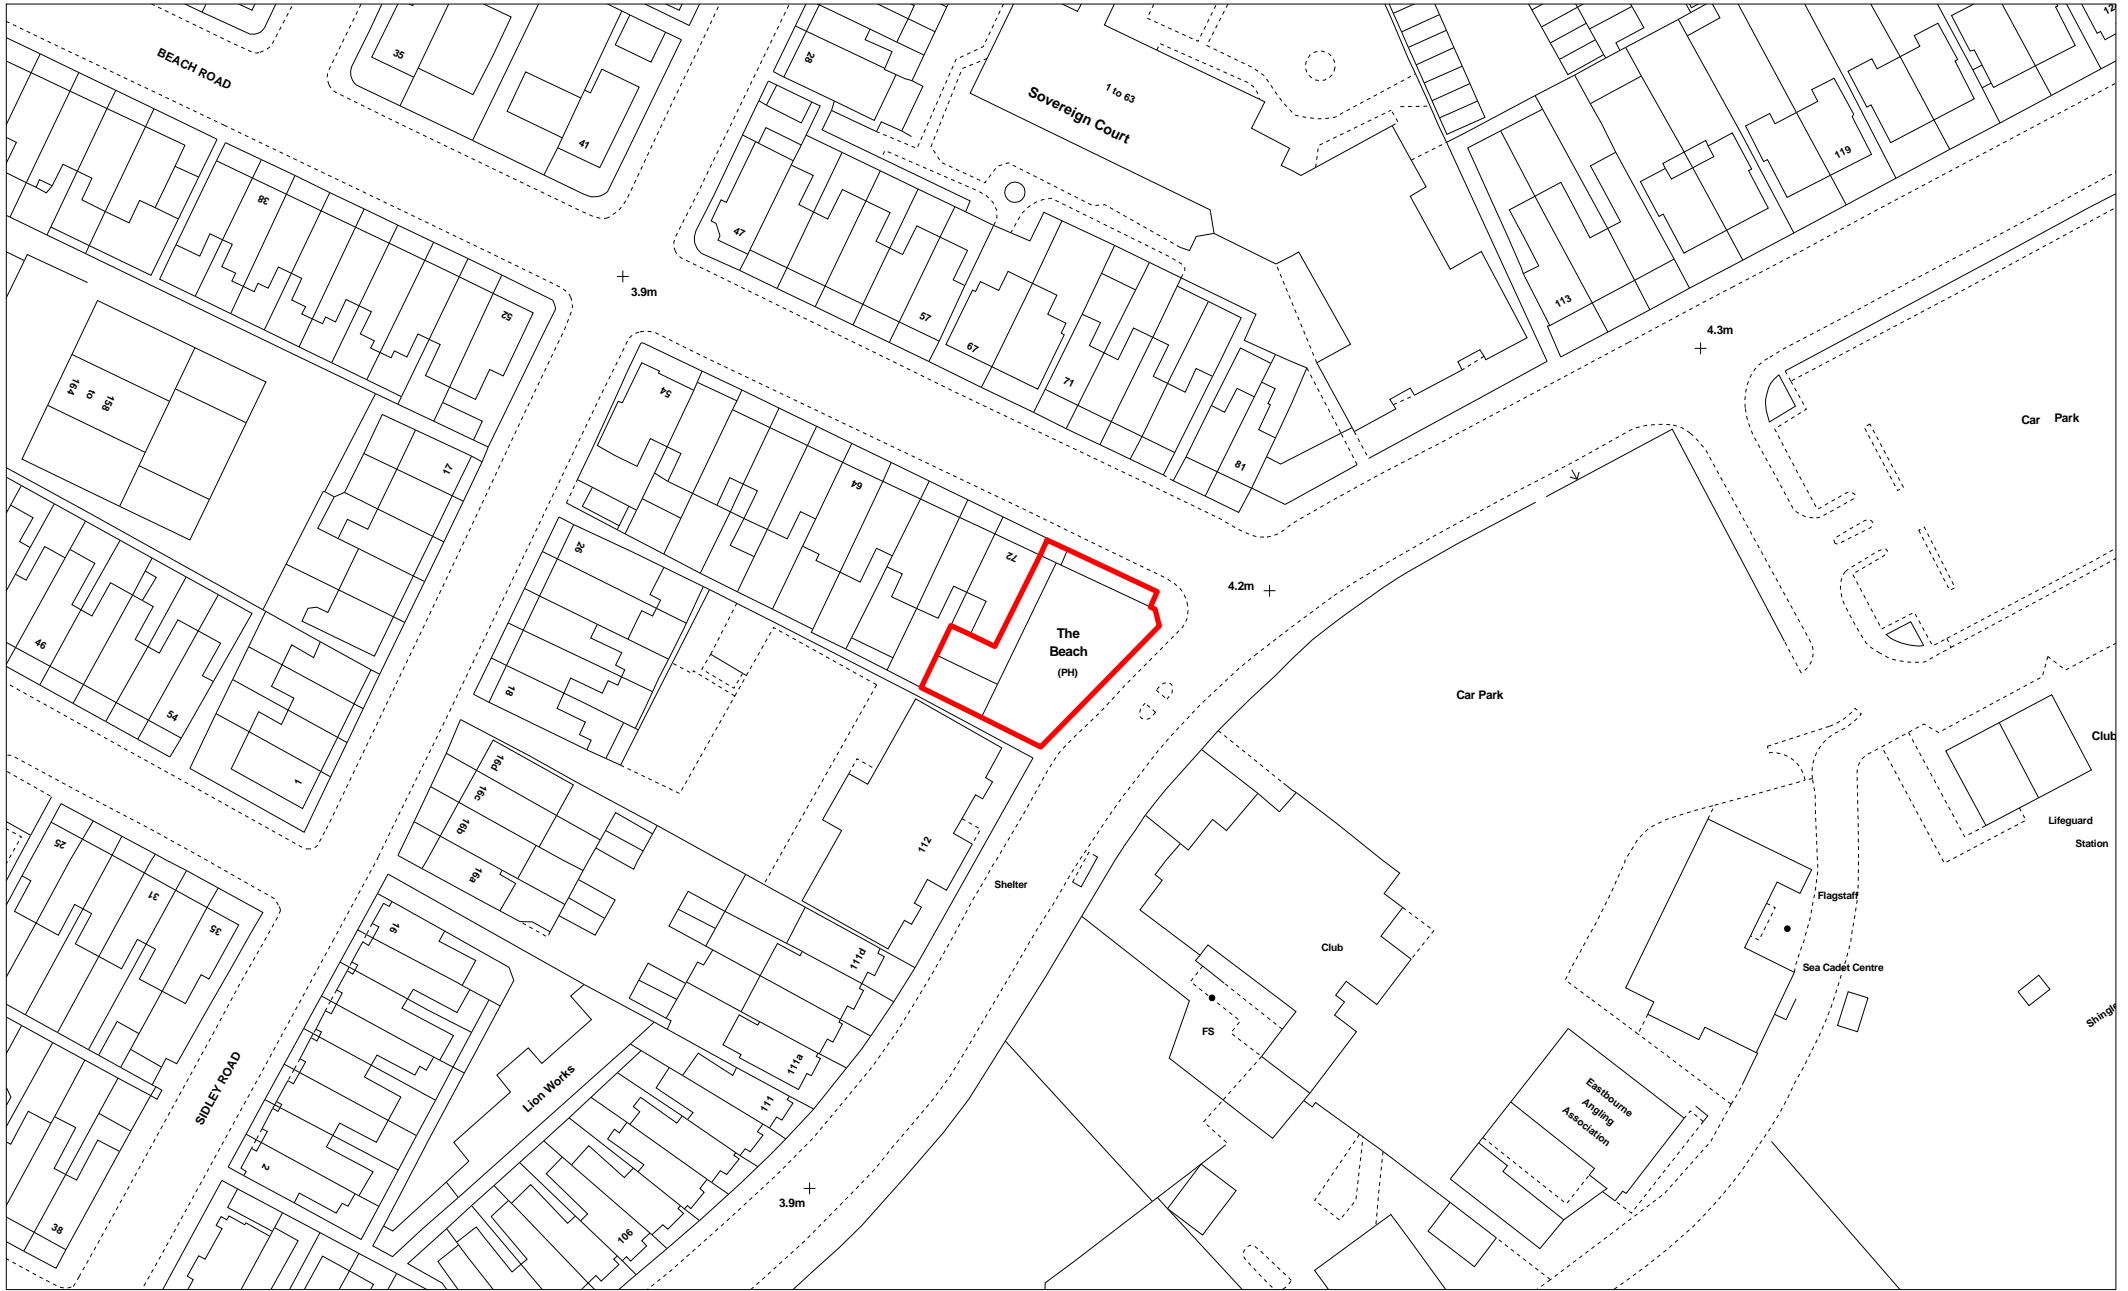 BEACH ROAD
35
41
28
1 to 63
Sovereign Court
12
119
38
47
57
67
71
81
113
3.9m
4.3m
52
54
64
72
Car Park
164
to
158
17
26
18
4.2m
The
Beach
(PH)
Car Park
46
54
1
Club
Lifeguard
Station
16d
16c
16b
16a
112
Shelter
25
31
35
Flagstaff
Club
Sea Cadet Centre
16
111d
FS
Shingle
SIDLEY ROAD
Lion Works
111a
111
Eastbourne
Angling
Association
2
3.9m
38
106